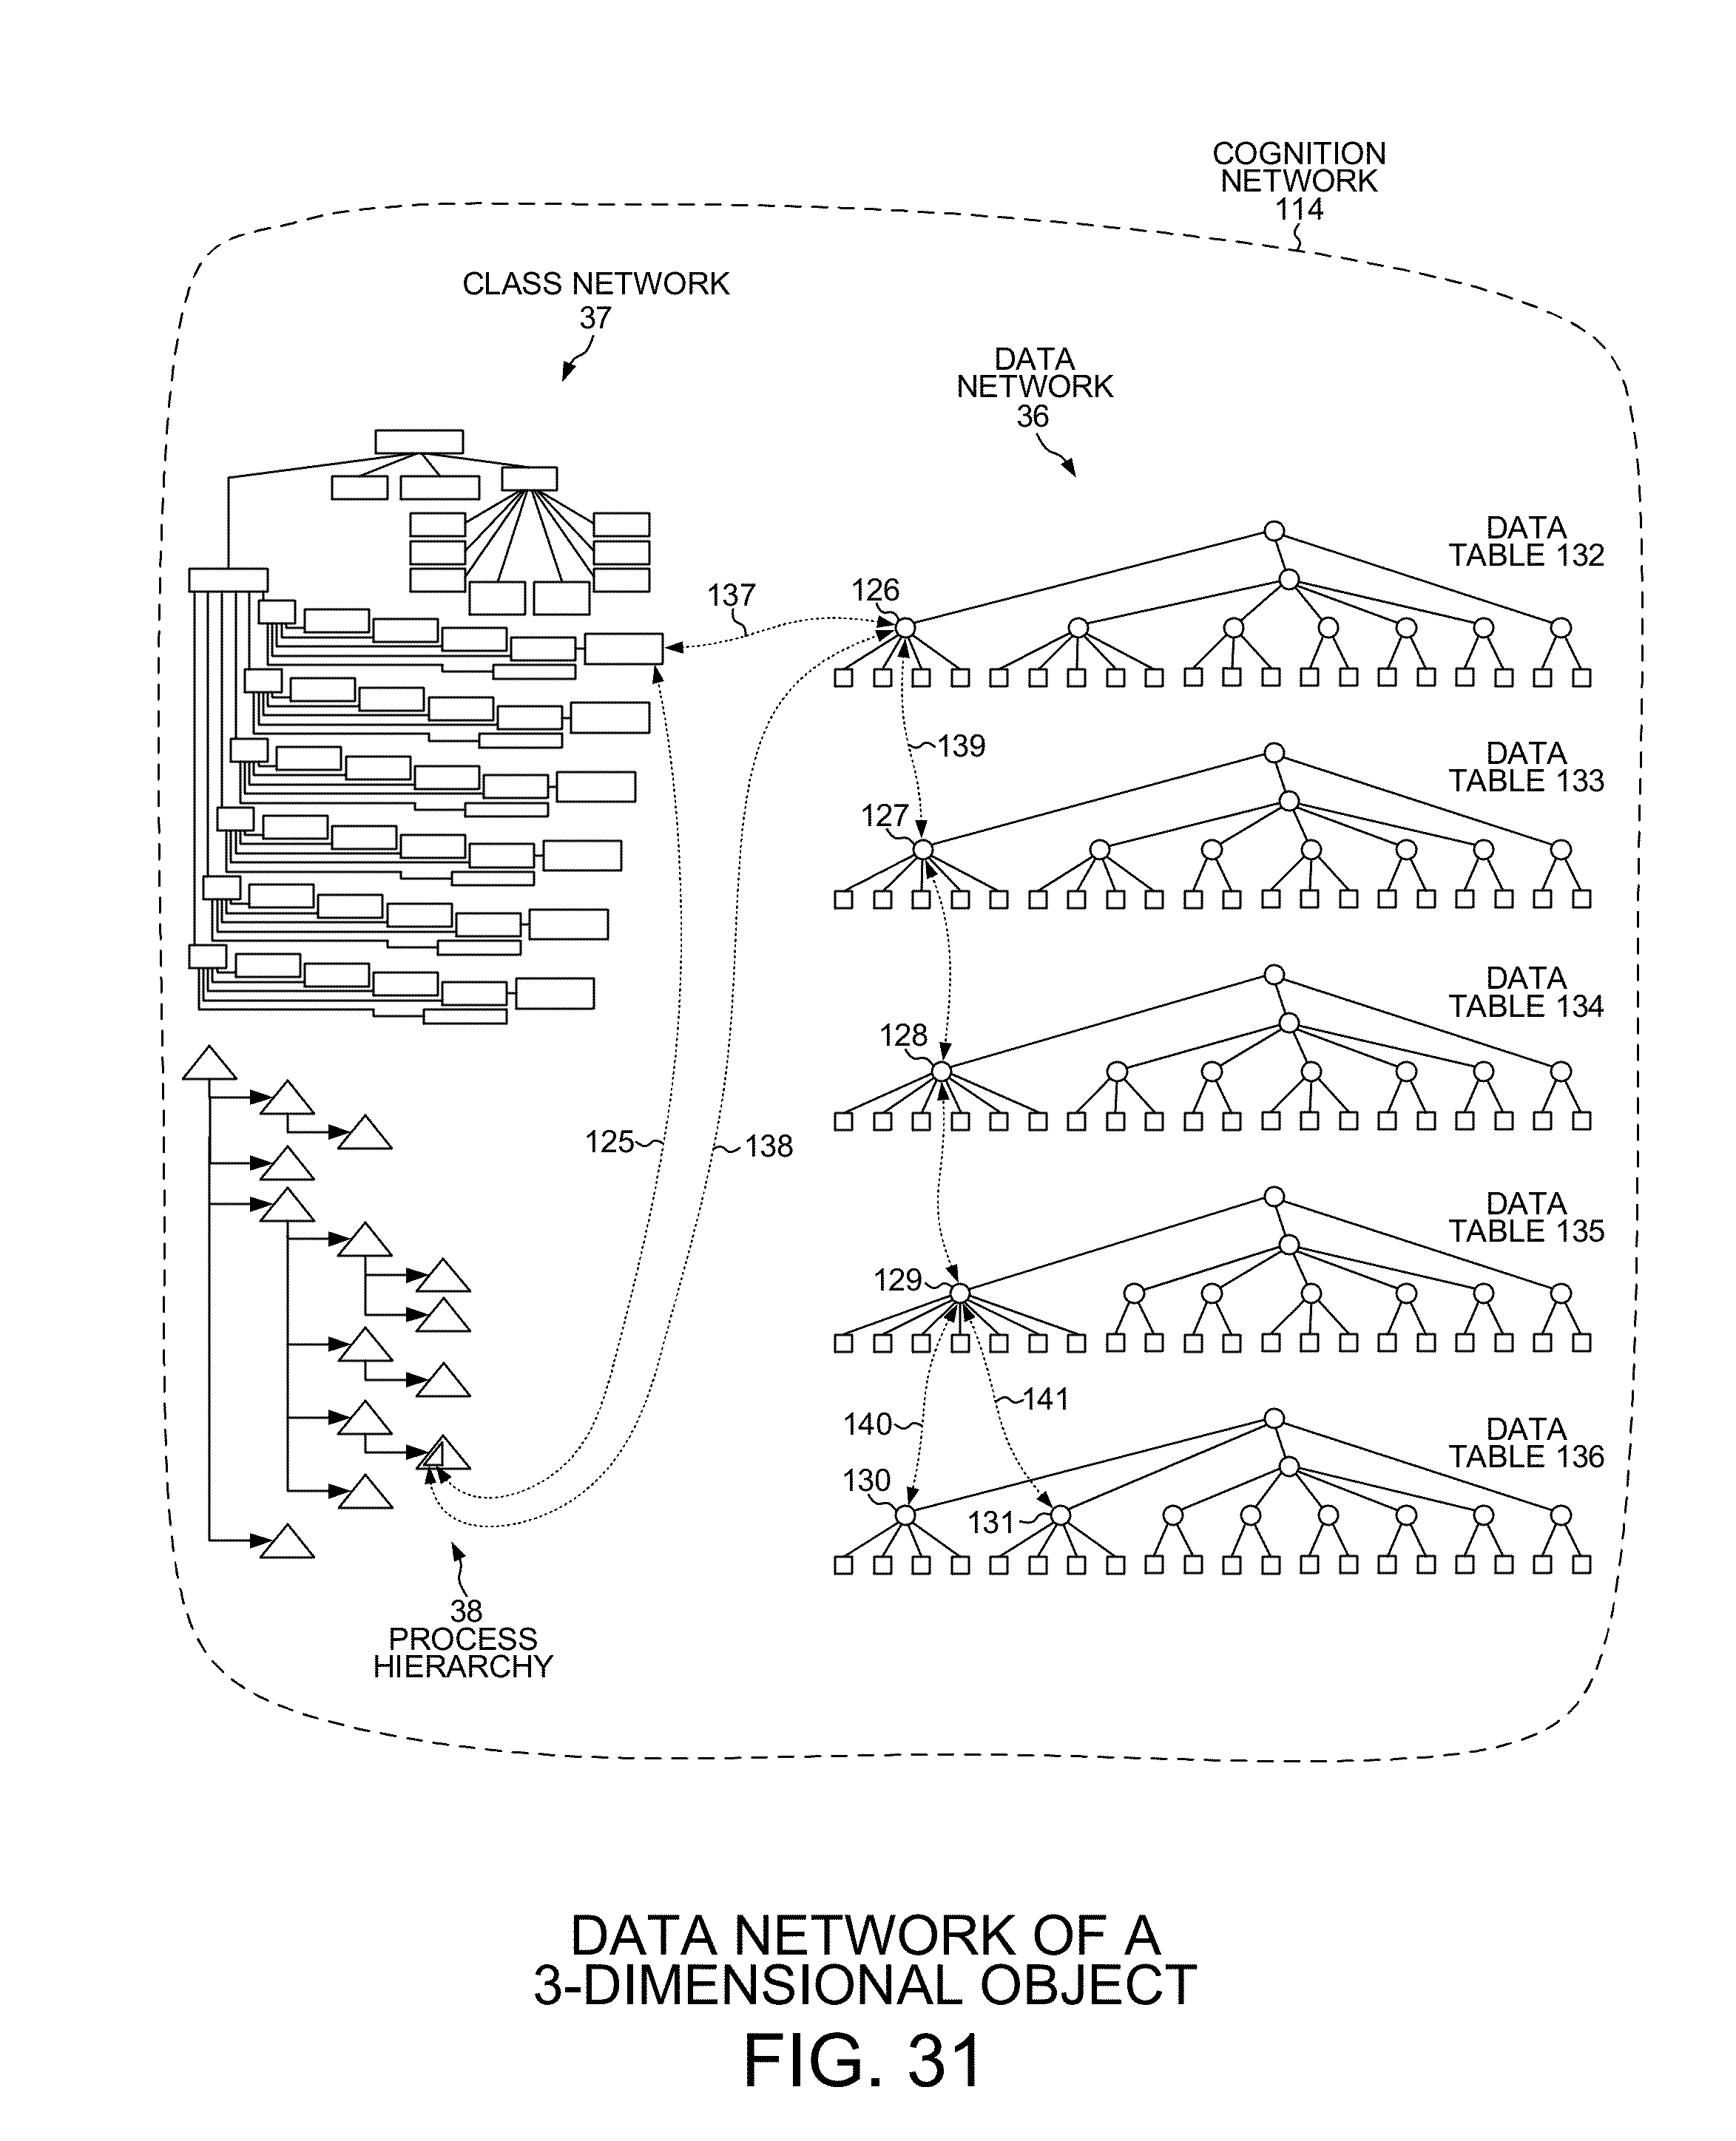 COGNITION
NETWORK
114
CLASS NETWORK
37
DATA
NETWORK
36
DATA
TABLE 132
126
137
139
DATA
TABLE 133
127
DATA
TABLE 134
128
125
138
DATA
TABLE 135
129
140
141
DATA
TABLE 136
130
131
38
PROCESS
HIERARCHY
DATA NETWORK OF A
3-DIMENSIONAL OBJECT
FIG. 31